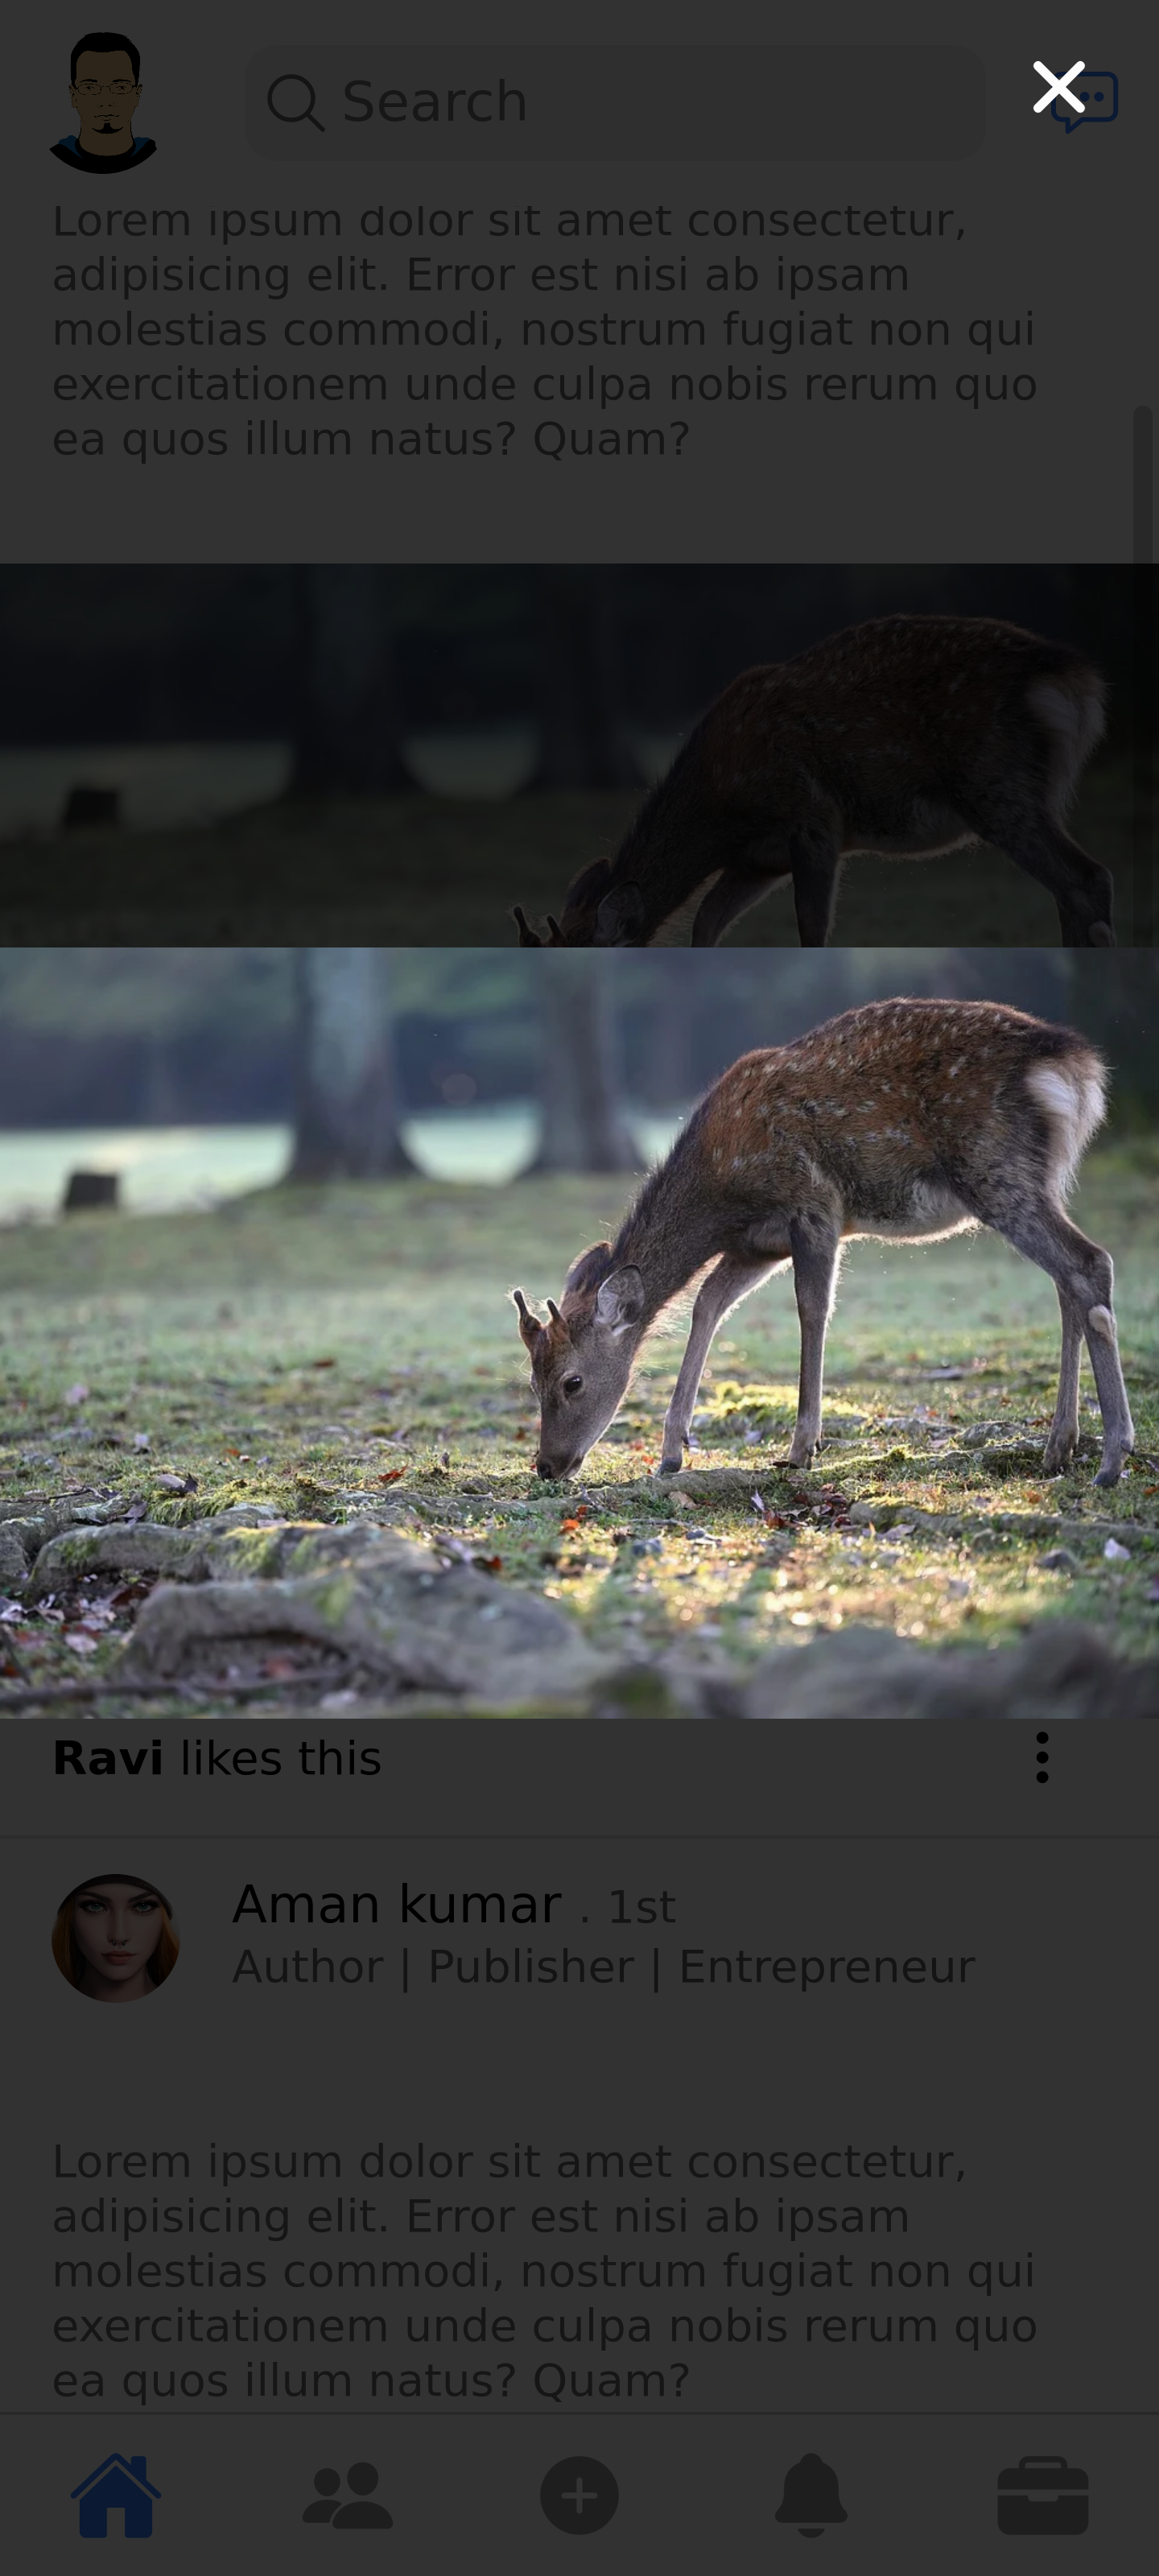 Search
Lorem ipsum dolor sit amet consectetur,
adipisicing elit. Error est nisi ab ipsam
molestias commodi, nostrum fugiat non qui
exercitationem unde culpa nobis rerum quo
ea quos illum natus? Quam?
Ravi likes this
Aman kumar . 1st
Author | Publisher | Entrepreneur
Lorem ipsum dolor sit amet consectetur,
adipisicing elit. Error est nisi ab ipsam
molestias commodi, nostrum fugiat non qui
exercitationem unde culpa nobis rerum quo
ea quos illum natus? Quam?